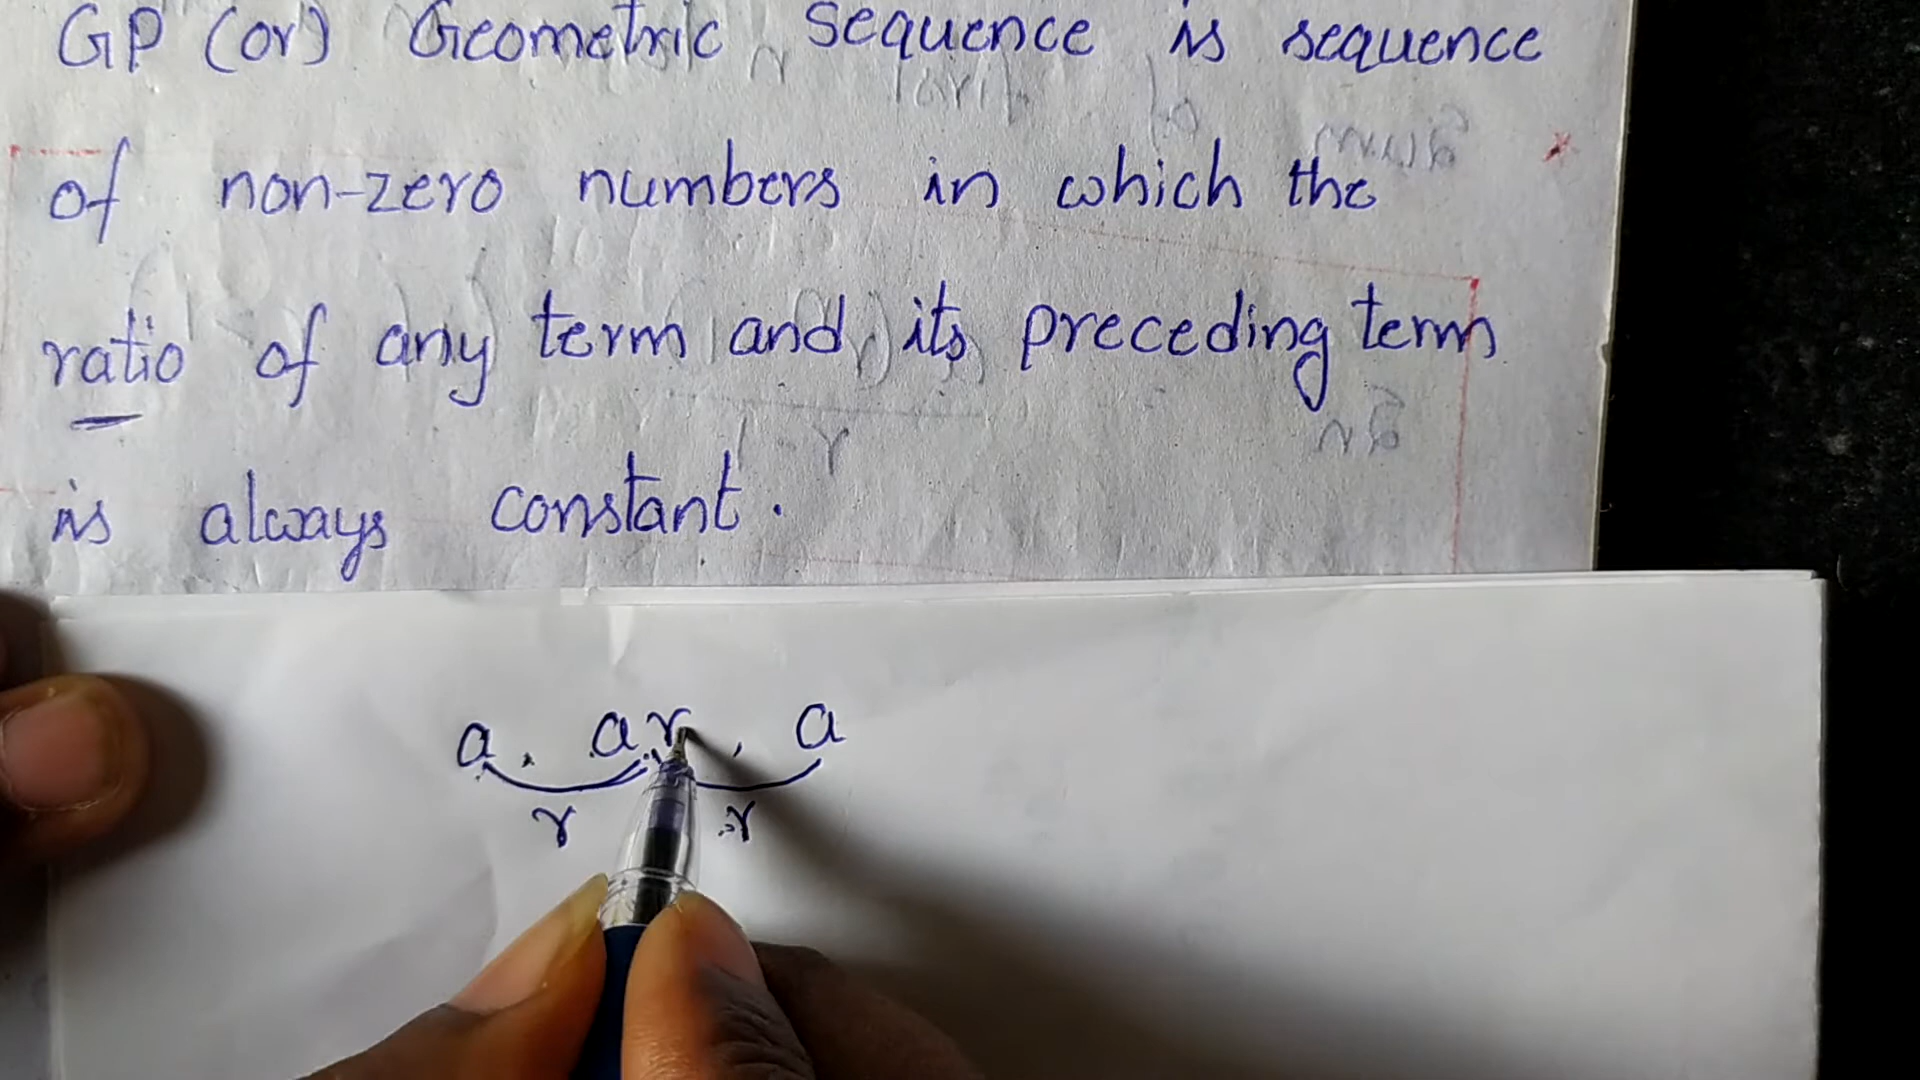 GP (or) Geometric sequence is sequence
of non-zero numbers in which the
ratio of any term and its preceding term
is always constant.
a, ar, a
r r